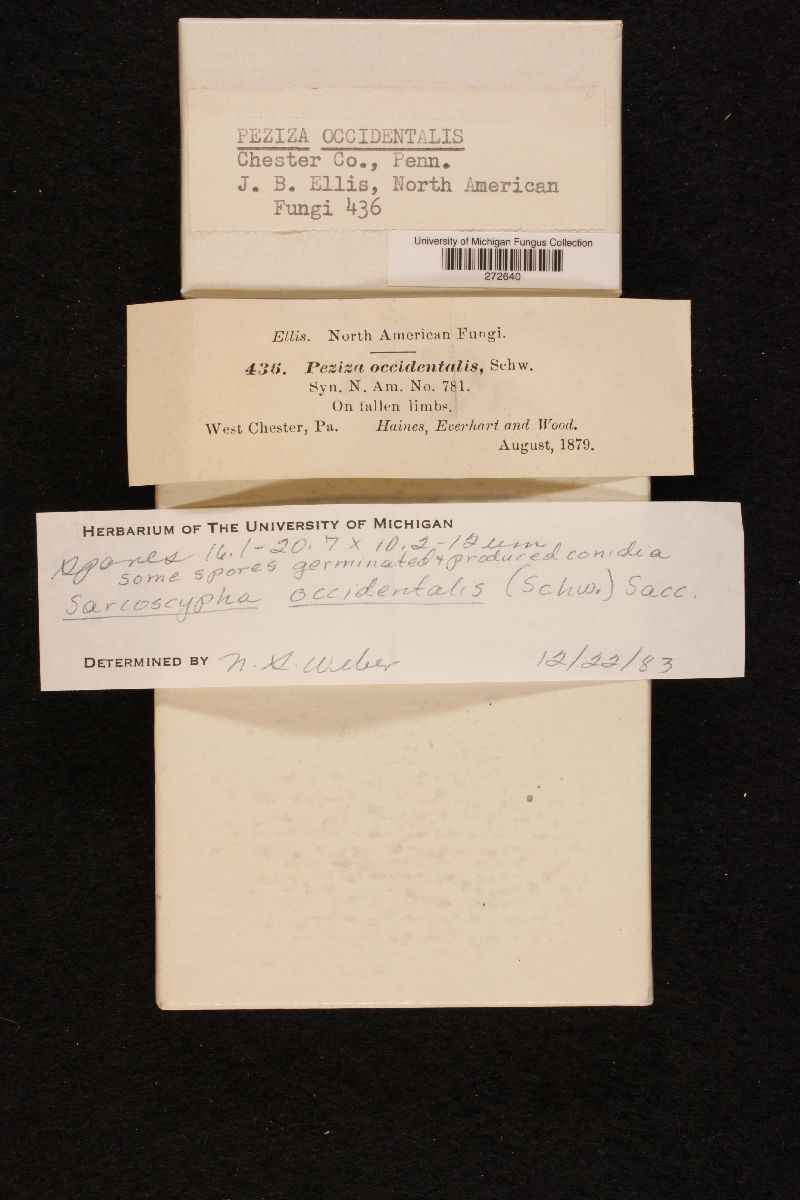 PEZIZA OCCIDENTALIS
Chester Co., Penn.
J. B. Ellis, North American
Fungi 436
University of Michigan Fungus Collection
272640
Ellis. North American Fungi.
436. Peziza occidentalis, Schw.
Syn. N. Am. No. 781.
On fallen limbs.
West Chester, Pa. Haines, Everhart and Wood.
August, 1879.
HERBARIUM OF THE UNIVERSITY OF MICHIGAN
Spores 16.1-20.7 x 10.2-12 um
Some spores germinated & produced conidia
Sarcoscypha occidentalis (Schw.) Sacc.
DETERMINED BY N. S. Weber 12/22/83